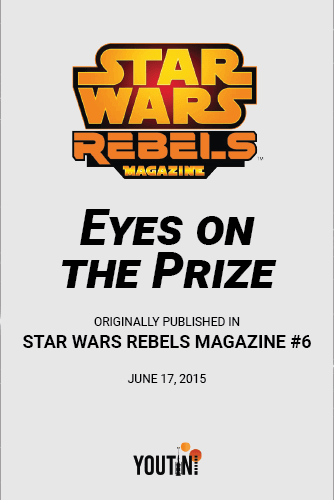 STAR
WARS
REBELS
™
MAGAZINE
EYES ON
THE PRIZE
ORIGINALLY PUBLISHED IN
STAR WARS REBELS MAGAZINE #6
JUNE 17, 2015
YOUTINI